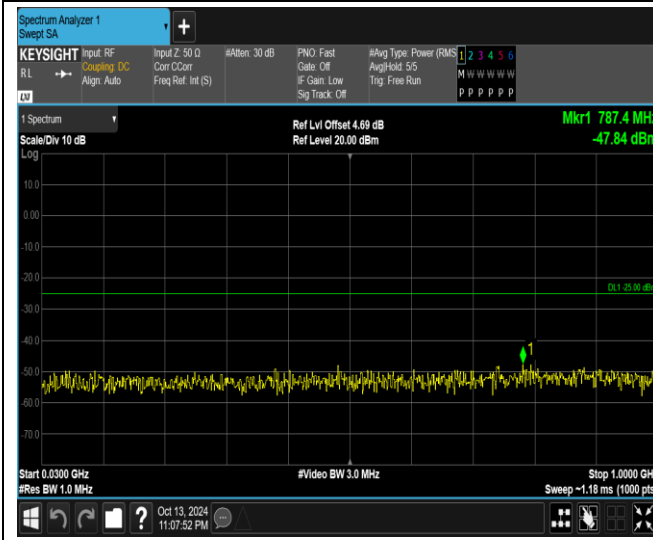 Spectrum Analyzer 1
Swept SA
+
KEYSIGHT
RL
LXI
Input: RF
Coupling: DC
Align: Auto
Input Z: 50 Ω
Corr CCorr
Freq Ref: Int (S)
#Atten: 30 dB
PNO: Fast
Gate: Off
IF Gain: Low
Sig Track: Off
#Avg Type: Power (RMS
Avg|Hold: 5/5
Trig: Free Run
1 2 3 4 5 6
M W W W W W
P P P P P P
1 Spectrum
Scale/Div 10 dB
Ref Lvl Offset 4.69 dB
Ref Level 20.00 dBm
Mkr1 787.4 MHz
-47.84 dBm
Log
10.0
0.00
-10.0
-20.0
DL1 -25.00 dBm
-30.0
-40.0
1
-50.0
-60.0
-70.0
Start 0.0300 GHz
#Video BW 3.0 MHz
Stop 1.0000 GH
#Res BW 1.0 MHz
Sweep ~1.18 ms (1000 pts
?
Oct 13, 2024
11:07:52 PM